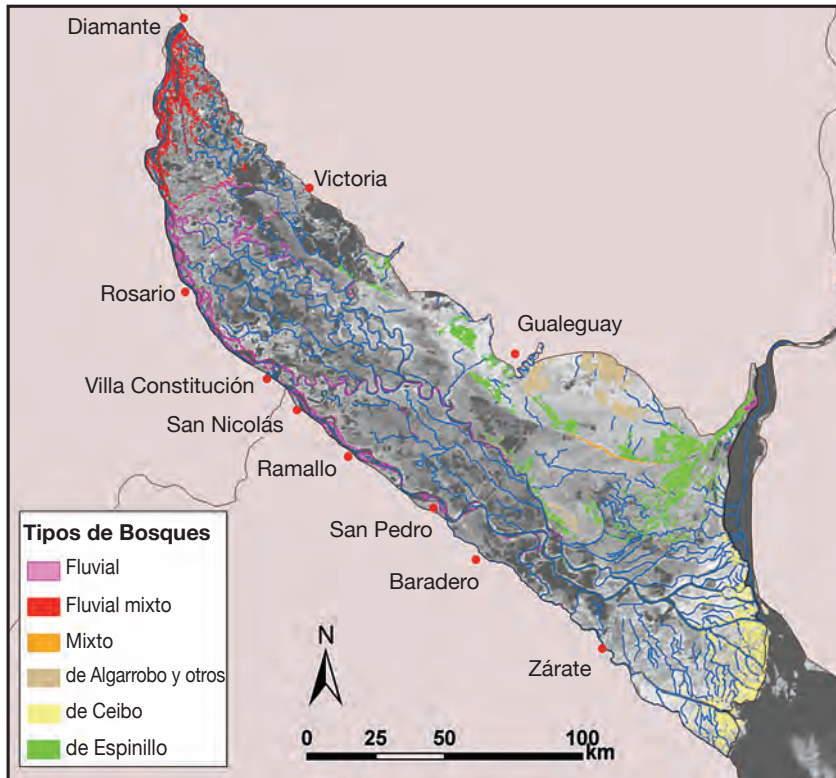 Diamante
Victoria
Rosario
Gualeguay
Villa Constitución
San Nicolás
Ramallo
San Pedro
Baradero
Zárate
Tipos de Bosques
Fluvial
Fluvial mixto
Mixto
de Algarrobo y otros
de Ceibo
de Espinillo
N
0 25 50 100
km